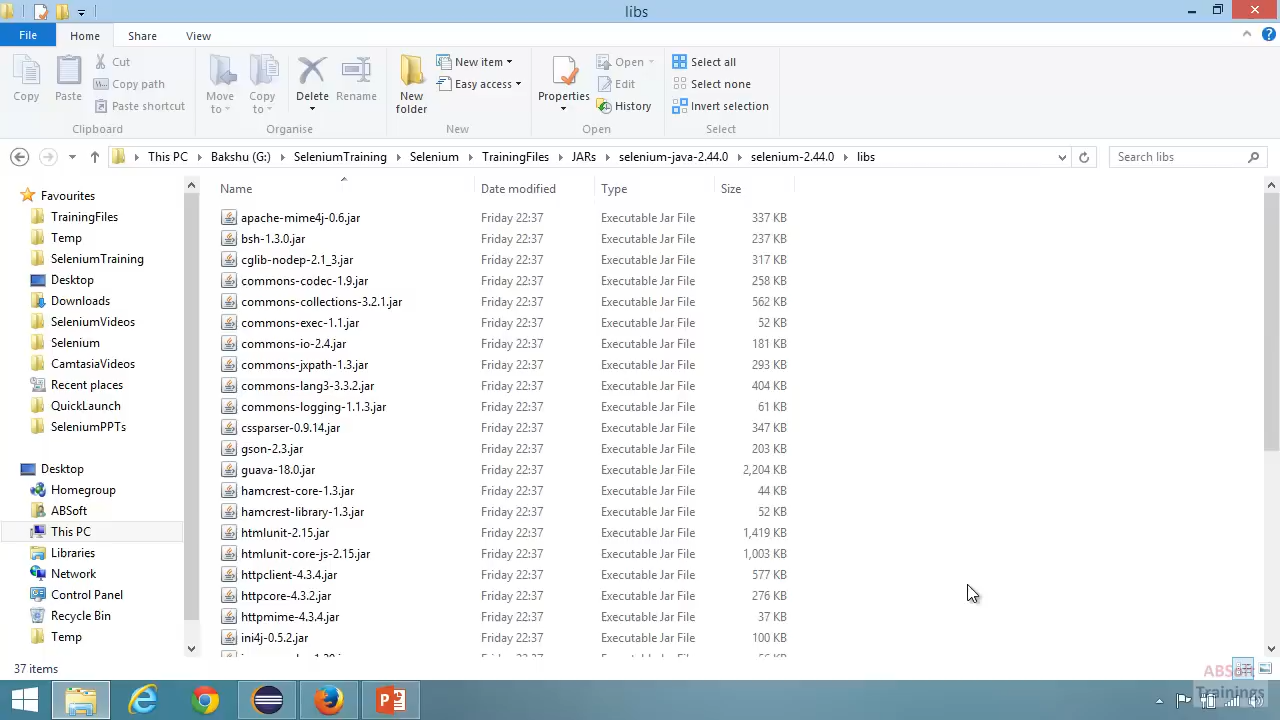 libs
File Home Share View
Copy
Paste
Cut
Copy path
Paste shortcut
Clipboard
Move to
Copy to
Delete
Rename
Organise
New folder
New item
Easy access
New
Properties
Open
Edit
History
Open
Select all
Select none
Invert selection
Select
This PC Bakshu (G:) SeleniumTraining Selenium TrainingFiles JARs selenium-java-2.44.0 selenium-2.44.0 libs
Search libs
Favourites
TrainingFiles
Temp
SeleniumTraining
Desktop
Downloads
SeleniumVideos
Selenium
CamtasiaVideos
Recent places
QuickLaunch
SeleniumPPTs
Desktop
Homegroup
ABSoft
This PC
Libraries
Network
Control Panel
Recycle Bin
Temp
Name Date modified Type Size
apache-mime4j-0.6.jar Friday 22:37 Executable Jar File 337 KB
bsh-1.3.0.jar Friday 22:37 Executable Jar File 237 KB
cglib-nodep-2.1_3.jar Friday 22:37 Executable Jar File 317 KB
commons-codec-1.9.jar Friday 22:37 Executable Jar File 258 KB
commons-collections-3.2.1.jar Friday 22:37 Executable Jar File 562 KB
commons-exec-1.1.jar Friday 22:37 Executable Jar File 52 KB
commons-io-2.4.jar Friday 22:37 Executable Jar File 181 KB
commons-jxpath-1.3.jar Friday 22:37 Executable Jar File 293 KB
commons-lang3-3.3.2.jar Friday 22:37 Executable Jar File 404 KB
commons-logging-1.1.3.jar Friday 22:37 Executable Jar File 61 KB
cssparser-0.9.14.jar Friday 22:37 Executable Jar File 347 KB
gson-2.3.jar Friday 22:37 Executable Jar File 203 KB
guava-18.0.jar Friday 22:37 Executable Jar File 2,204 KB
hamcrest-core-1.3.jar Friday 22:37 Executable Jar File 44 KB
hamcrest-library-1.3.jar Friday 22:37 Executable Jar File 52 KB
htmlunit-2.15.jar Friday 22:37 Executable Jar File 1,419 KB
htmlunit-core-js-2.15.jar Friday 22:37 Executable Jar File 1,003 KB
httpclient-4.3.4.jar Friday 22:37 Executable Jar File 577 KB
httpcore-4.3.2.jar Friday 22:37 Executable Jar File 276 KB
httpmime-4.3.4.jar Friday 22:37 Executable Jar File 37 KB
ini4j-0.5.2.jar Friday 22:37 Executable Jar File 100 KB
37 items
ABSoft
Trainings